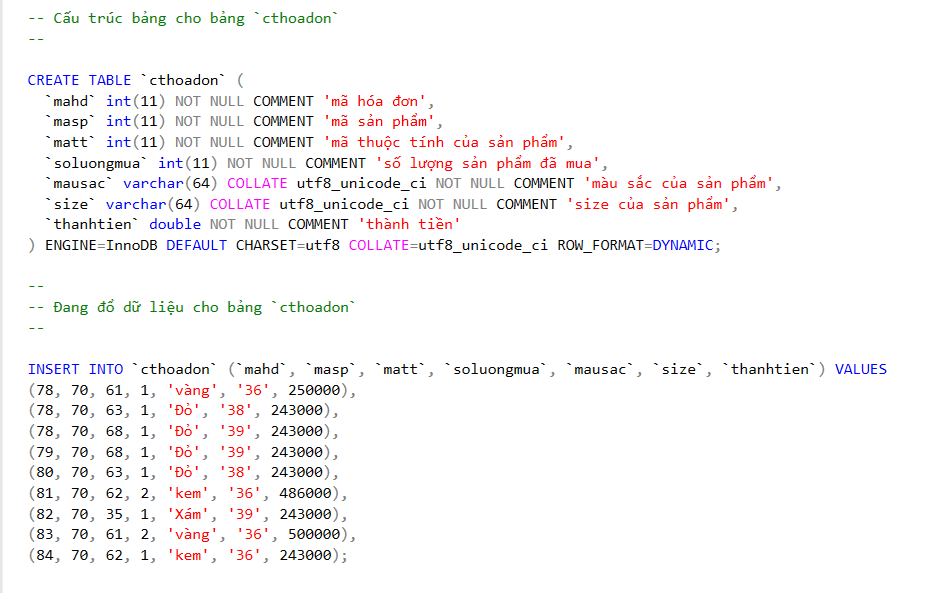 -- Cấu trúc bảng cho bảng `cthoadon`
--
CREATE TABLE `cthoadon` (
`mahd` int(11) NOT NULL COMMENT 'mã hóa đơn',
`masp` int(11) NOT NULL COMMENT 'mã sản phẩm',
`matt` int(11) NOT NULL COMMENT 'mã thuộc tính của sản phẩm',
`soluongmua` int(11) NOT NULL COMMENT 'số lượng sản phẩm đã mua',
`mausac` varchar(64) COLLATE utf8_unicode_ci NOT NULL COMMENT 'màu sắc của sản phẩm',
`size` varchar(64) COLLATE utf8_unicode_ci NOT NULL COMMENT 'size của sản phẩm',
`thanhtien` double NOT NULL COMMENT 'thành tiền'
) ENGINE=InnoDB DEFAULT CHARSET=utf8 COLLATE=utf8_unicode_ci ROW_FORMAT=DYNAMIC;
--
-- Đang đổ dữ liệu cho bảng `cthoadon`
--
INSERT INTO `cthoadon` (`mahd`, `masp`, `matt`, `soluongmua`, `mausac`, `size`, `thanhtien`) VALUES
(78, 70, 61, 1, 'vàng', '36', 250000),
(78, 70, 63, 1, 'Đỏ', '38', 243000),
(78, 70, 68, 1, 'Đỏ', '39', 243000),
(79, 70, 68, 1, 'Đỏ', '39', 243000),
(80, 70, 63, 1, 'Đỏ', '38', 243000),
(81, 70, 62, 2, 'kem', '36', 486000),
(82, 70, 35, 1, 'Xám', '39', 243000),
(83, 70, 61, 2, 'vàng', '36', 500000),
(84, 70, 62, 1, 'kem', '36', 243000);